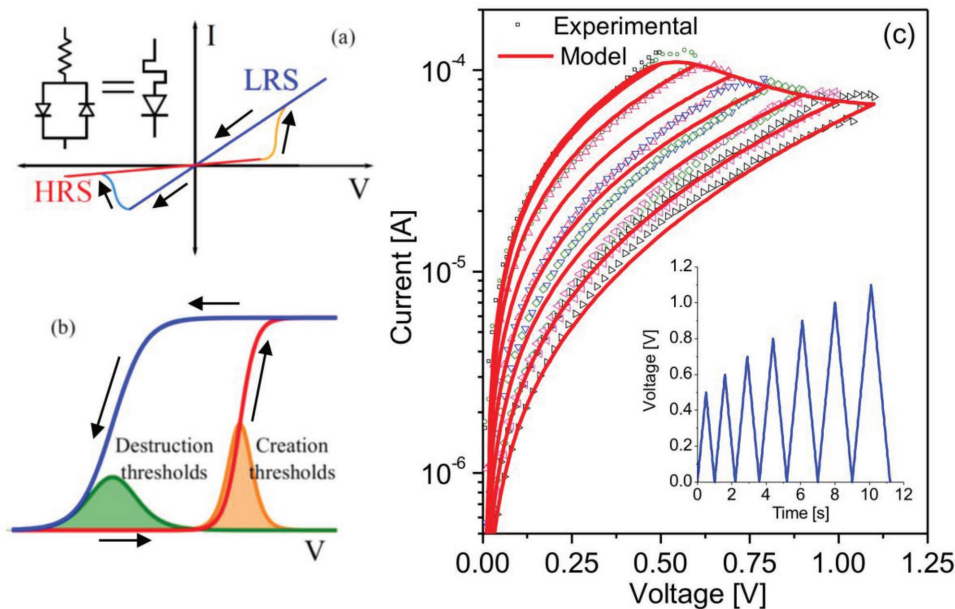 (a)
I
LRS
V
HRS
(b)
Destruction
thresholds
Creation
thresholds
V
(c)
Experimental
Model
Current [A]
10⁻⁴
10⁻⁵
10⁻⁶
0.00 0.25 0.50 0.75 1.00 1.25
Voltage [V]
Voltage [V]
1.2
1.0
0.8
0.6
0.4
0.2
0.0
0 2 4 6 8 10 12
Time [s]